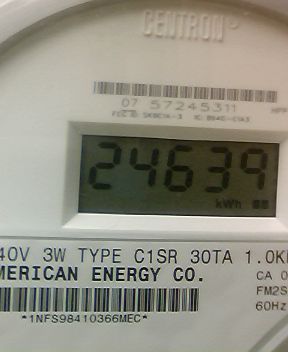 CENTRON®
07 57245311
24639
kWh
40V 3W TYPE C1SR 30TA 1.0K
MERICAN ENERGY CO.
CA 0
FM2S
60Hz
*1NFS98410366MEC*